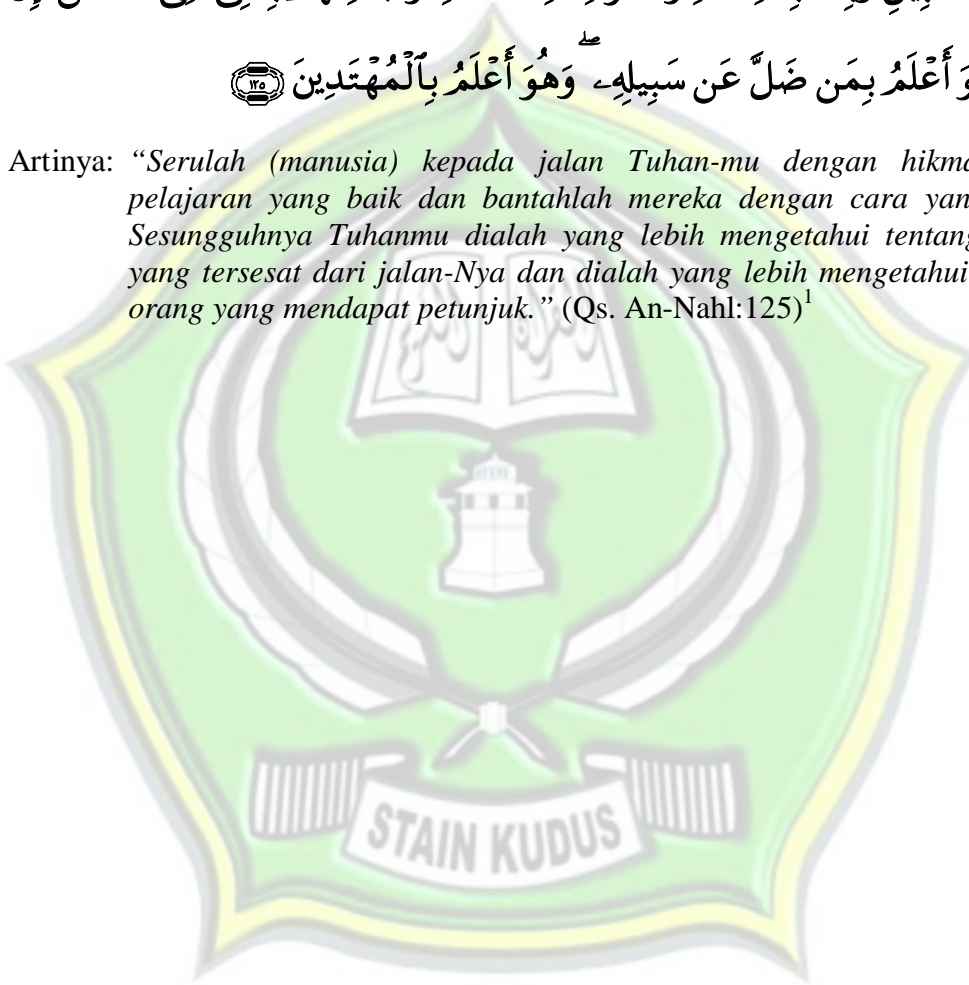 أَعْلَمُ بِمَن ضَلَّ عَن سَبِيلِهِۦ ۖ وَهُوَ أَعْلَمُ بِٱلْمُهْتَدِينَ ١٢٥
Artinya: “Serulah (manusia) kepada jalan Tuhan-mu dengan hikma
pelajaran yang baik dan bantahlah mereka dengan cara yan
Sesungguhnya Tuhanmu dialah yang lebih mengetahui tentang
yang tersesat dari jalan-Nya dan dialah yang lebih mengetahui
orang yang mendapat petunjuk.” (Qs. An-Nahl:125)1
STAIN KUDUS